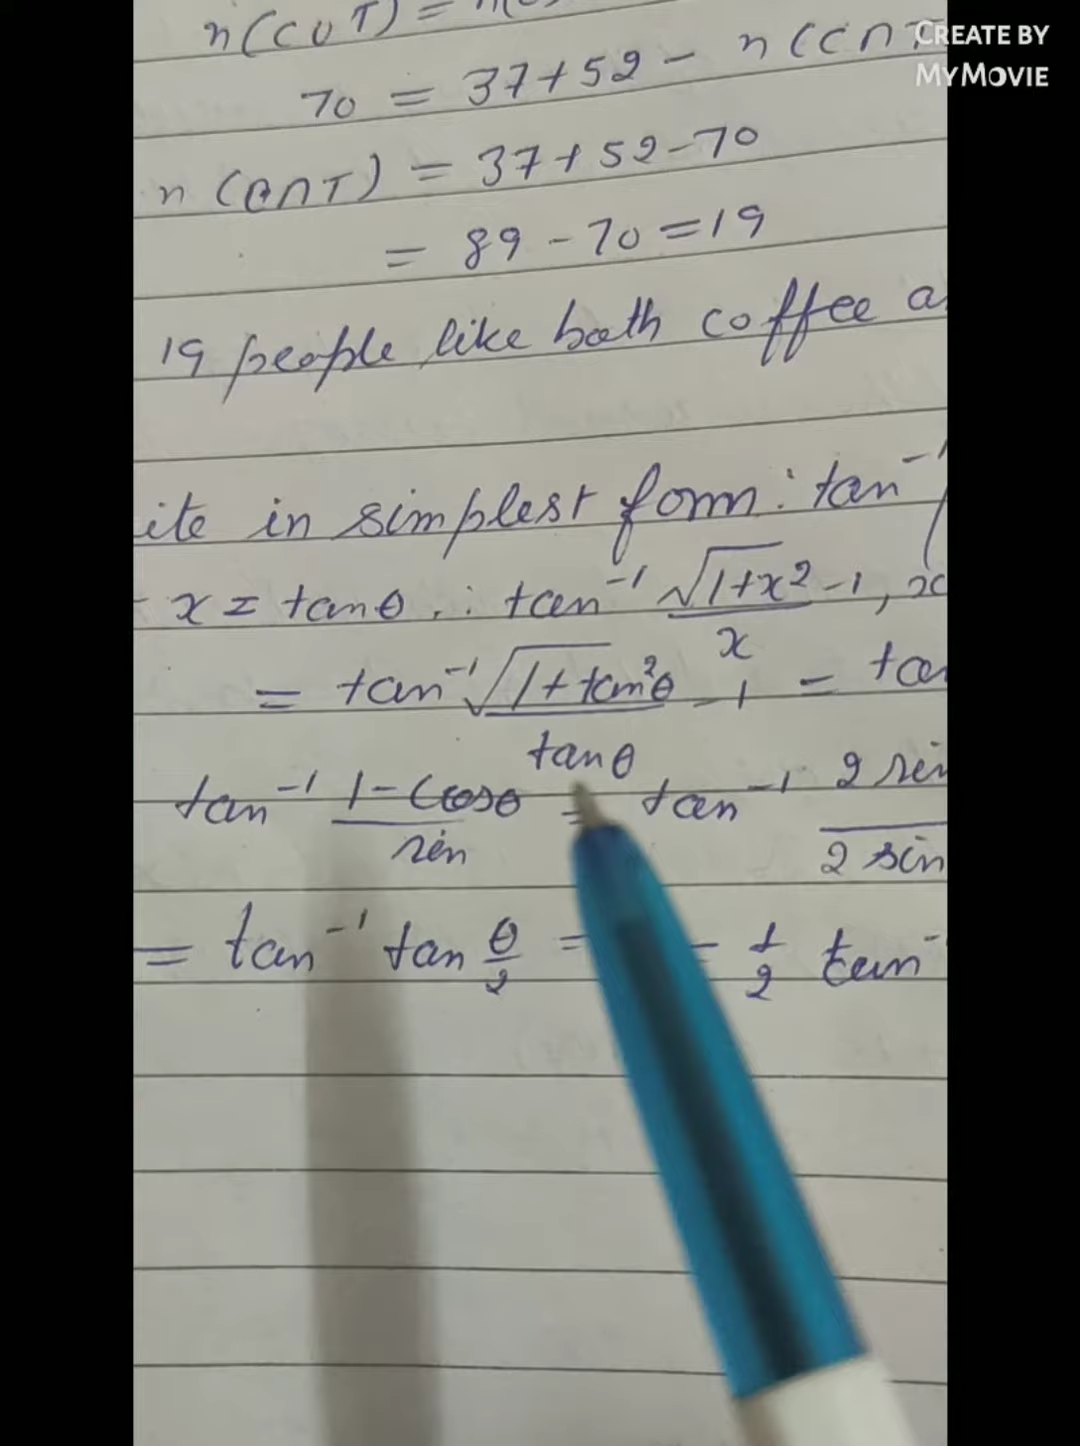 n(C∪T) =
70 = 37+52 - n(C∩T
CREATE BY
MYMOVIE
n(C∩T) = 37+52-70
= 89-70=19
19 people like both coffee a
ite in simplest form: tan⁻¹
x = tanθ ∴ tan⁻¹ √1+x² -1, x
x
= tan⁻¹ √1+tan²θ - 1 = tan
tanθ
tan⁻¹ 1-Cosθ = tan⁻¹ 2 sin
sin 2 sin
= tan⁻¹ tan θ/2 = = 1/2 tan⁻